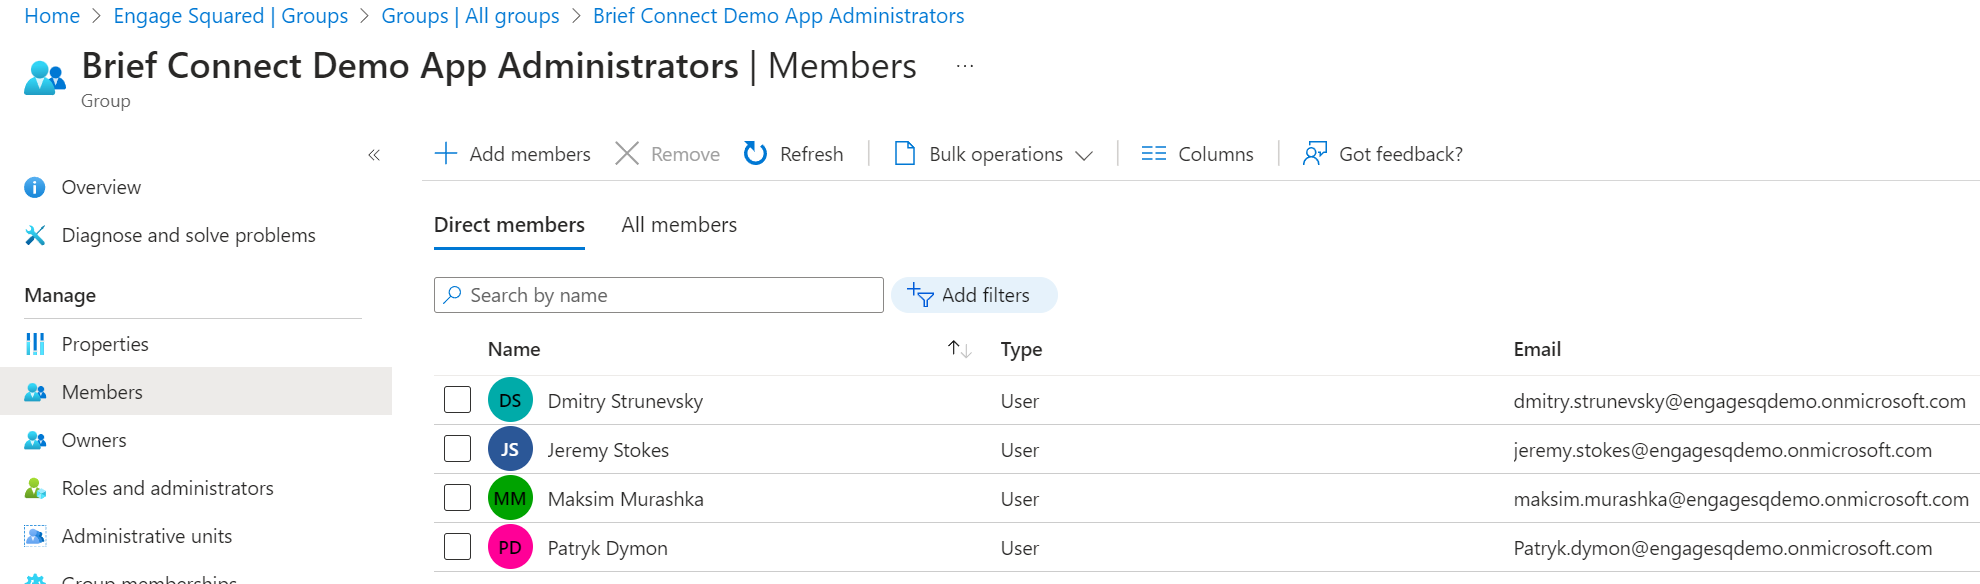 Home > Engage Squared | Groups > Groups | All groups > Brief Connect Demo App Administrators
Brief Connect Demo App Administrators | Members ...
Group
«
Add members Remove Refresh Bulk operations Columns Got feedback?
Overview
Diagnose and solve problems
Manage
Properties
Members
Owners
Roles and administrators
Administrative units
Group memberships
Direct members All members
Search by name Add filters
Name Type Email
DS Dmitry Strunevsky User dmitry.strunevsky@engagesqdemo.onmicrosoft.com
JS Jeremy Stokes User jeremy.stokes@engagesqdemo.onmicrosoft.com
MM Maksim Murashka User maksim.murashka@engagesqdemo.onmicrosoft.com
PD Patryk Dymon User Patryk.dymon@engagesqdemo.onmicrosoft.com